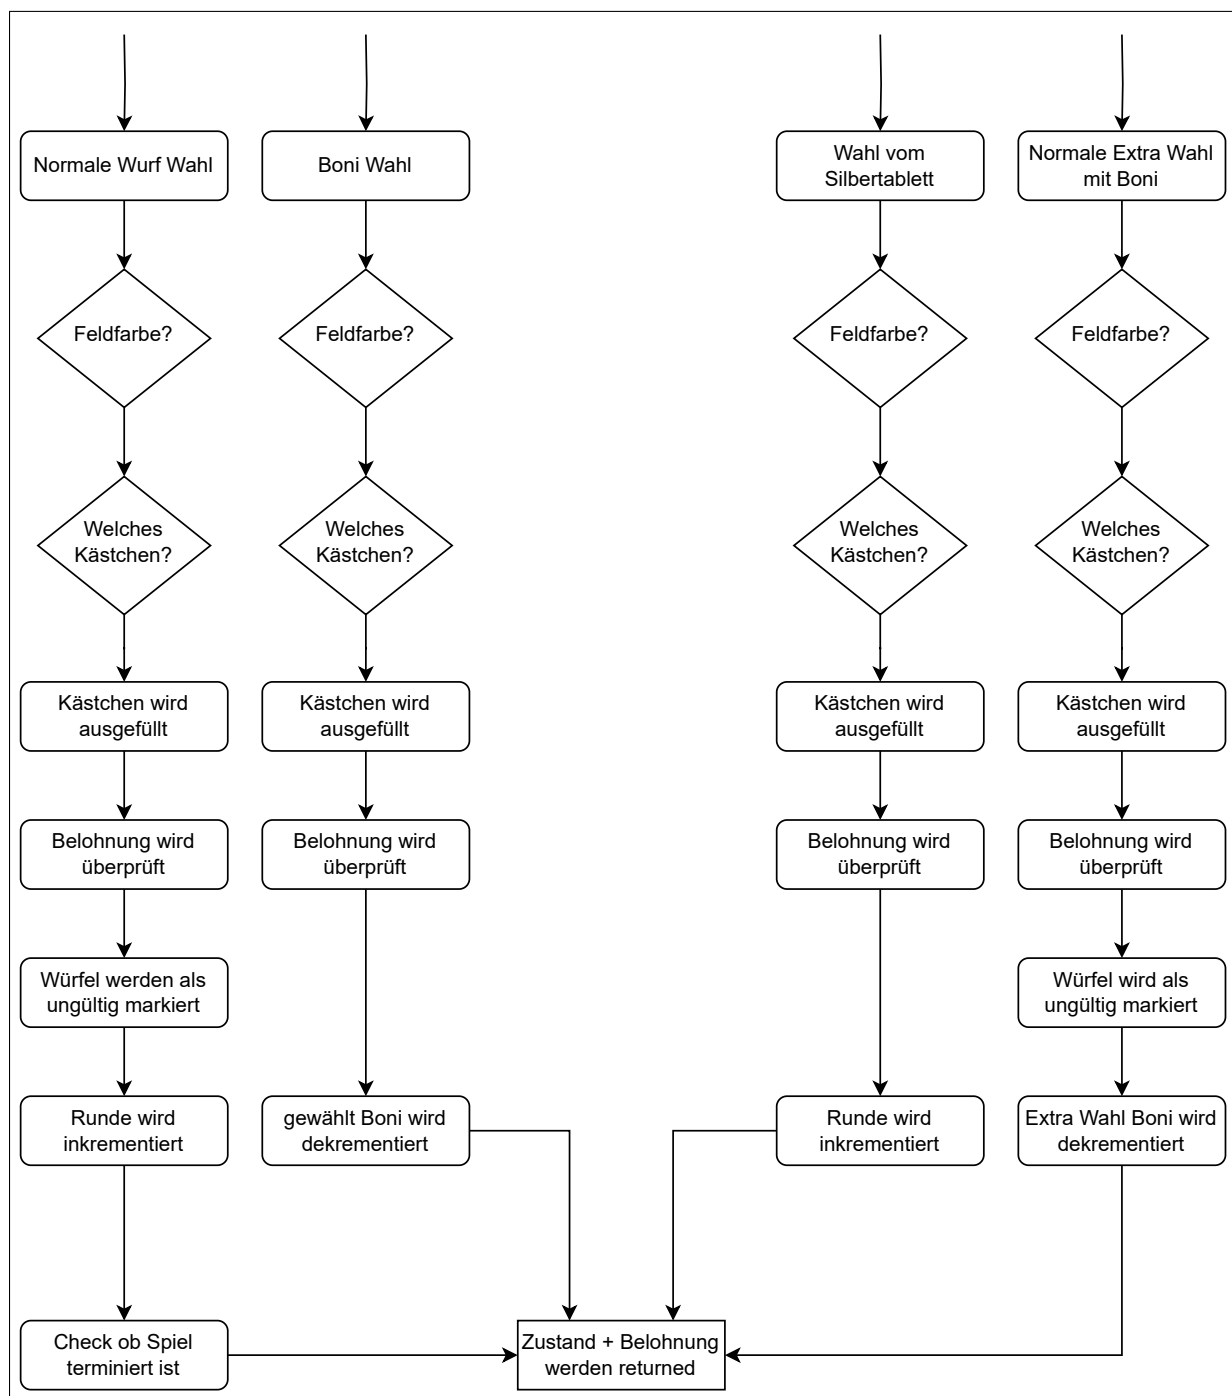 Normale Wurf Wahl
Boni Wahl
Wahl vom
Silbertablett
Normale Extra Wahl
mit Boni
Feldfarbe?
Feldfarbe?
Feldfarbe?
Feldfarbe?
Welches
Kästchen?
Welches
Kästchen?
Welches
Kästchen?
Welches
Kästchen?
Kästchen wird
ausgefüllt
Kästchen wird
ausgefüllt
Kästchen wird
ausgefüllt
Kästchen wird
ausgefüllt
Belohnung wird
überprüft
Belohnung wird
überprüft
Belohnung wird
überprüft
Belohnung wird
überprüft
Würfel werden als
ungültig markiert
Würfel wird als
ungültig markiert
Runde wird
inkrementiert
gewählt Boni wird
dekrementiert
Runde wird
inkrementiert
Extra Wahl Boni wird
dekrementiert
Check ob Spiel
terminiert ist
Zustand + Belohnung
werden returned